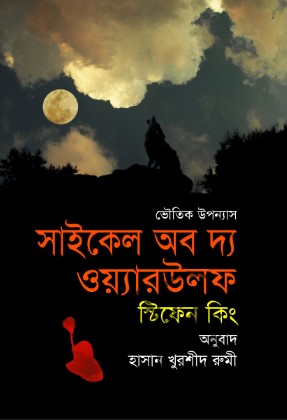 ভৌতিক উপন্যাস
সাইকেল অব দ্য
ওয়্যারউলফ
স্টিফেন কিং
অনুবাদ
হাসান খুরশীদ রুমী